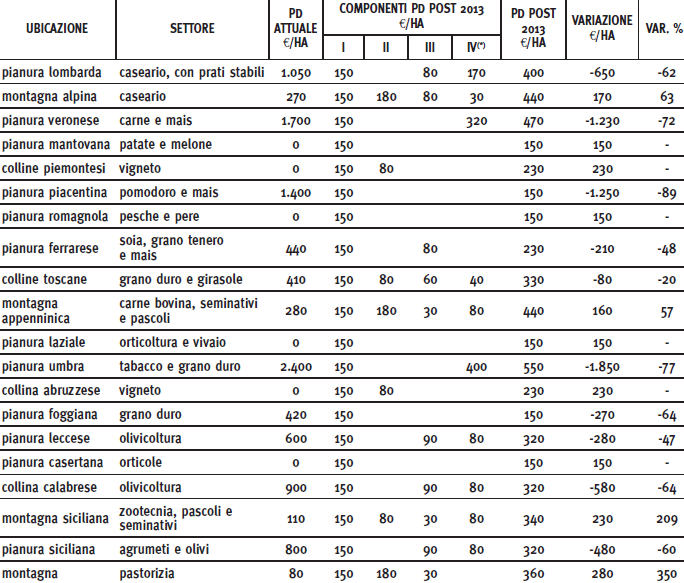 UBICAZIONE SETTORE PD ATTUALE €/HA COMPONENTI PD POST 2013 €/HA PD POST 2013 €/HA VARIAZIONE €/HA VAR. %
I II III IV(*)
pianura lombarda caseario, con prati stabili 1.050 150 80 170 400 -650 -62
montagna alpina caseario 270 150 180 80 30 440 170 63
pianura veronese carne e mais 1.700 150 320 470 -1.230 -72
pianura mantovana patate e melone 0 150 150 150 -
colline piemontesi vigneto 0 150 80 230 230 -
pianura piacentina pomodoro e mais 1.400 150 150 -1.250 -89
pianura romagnola pesche e pere 0 150 150 150 -
pianura ferrarese soia, grano tenero e mais 440 150 80 230 -210 -48
colline toscane grano duro e girasole 410 150 80 60 40 330 -80 -20
montagna appenninica carne bovina, seminativi e pascoli 280 150 180 30 80 440 160 57
pianura laziale orticoltura e vivaio 0 150 150 150 -
pianura umbra tabacco e grano duro 2.400 150 400 550 -1.850 -77
collina abruzzese vigneto 0 150 80 230 230 -
pianura foggiana grano duro 420 150 150 -270 -64
pianura leccese olivicoltura 600 150 90 80 320 -280 -47
pianura casertana orticole 0 150 150 150 -
collina calabrese olivicoltura 900 150 90 80 320 -580 -64
montagna siciliana zootecnia, pascoli e seminativi 110 150 80 30 80 340 230 209
pianura siciliana agrumeti e olivi 800 150 90 80 320 -480 -60
montagna pastorizia 80 150 180 30 360 280 350